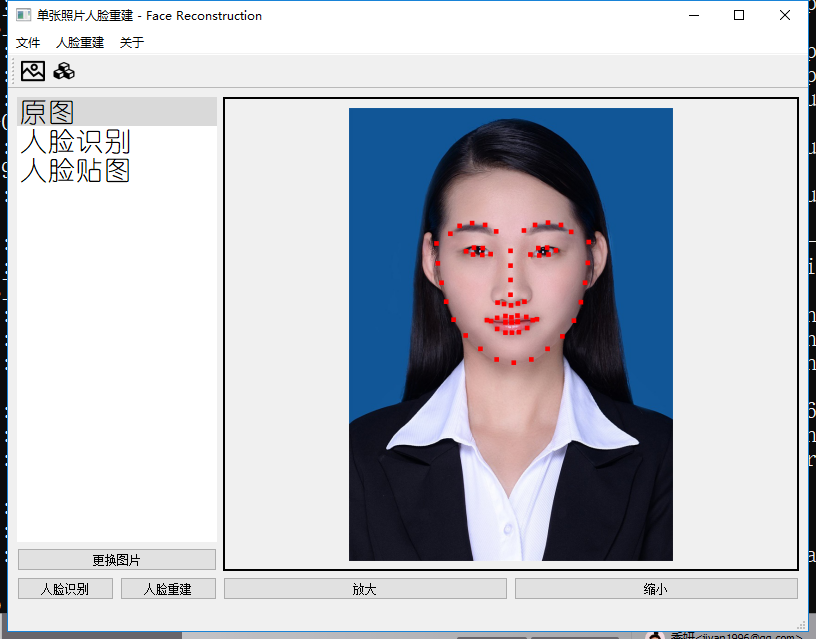 单张照片人脸重建 - Face Reconstruction
文件 人脸重建 关于
原图
人脸识别
人脸贴图
更换图片
人脸识别 人脸重建 放大 缩小